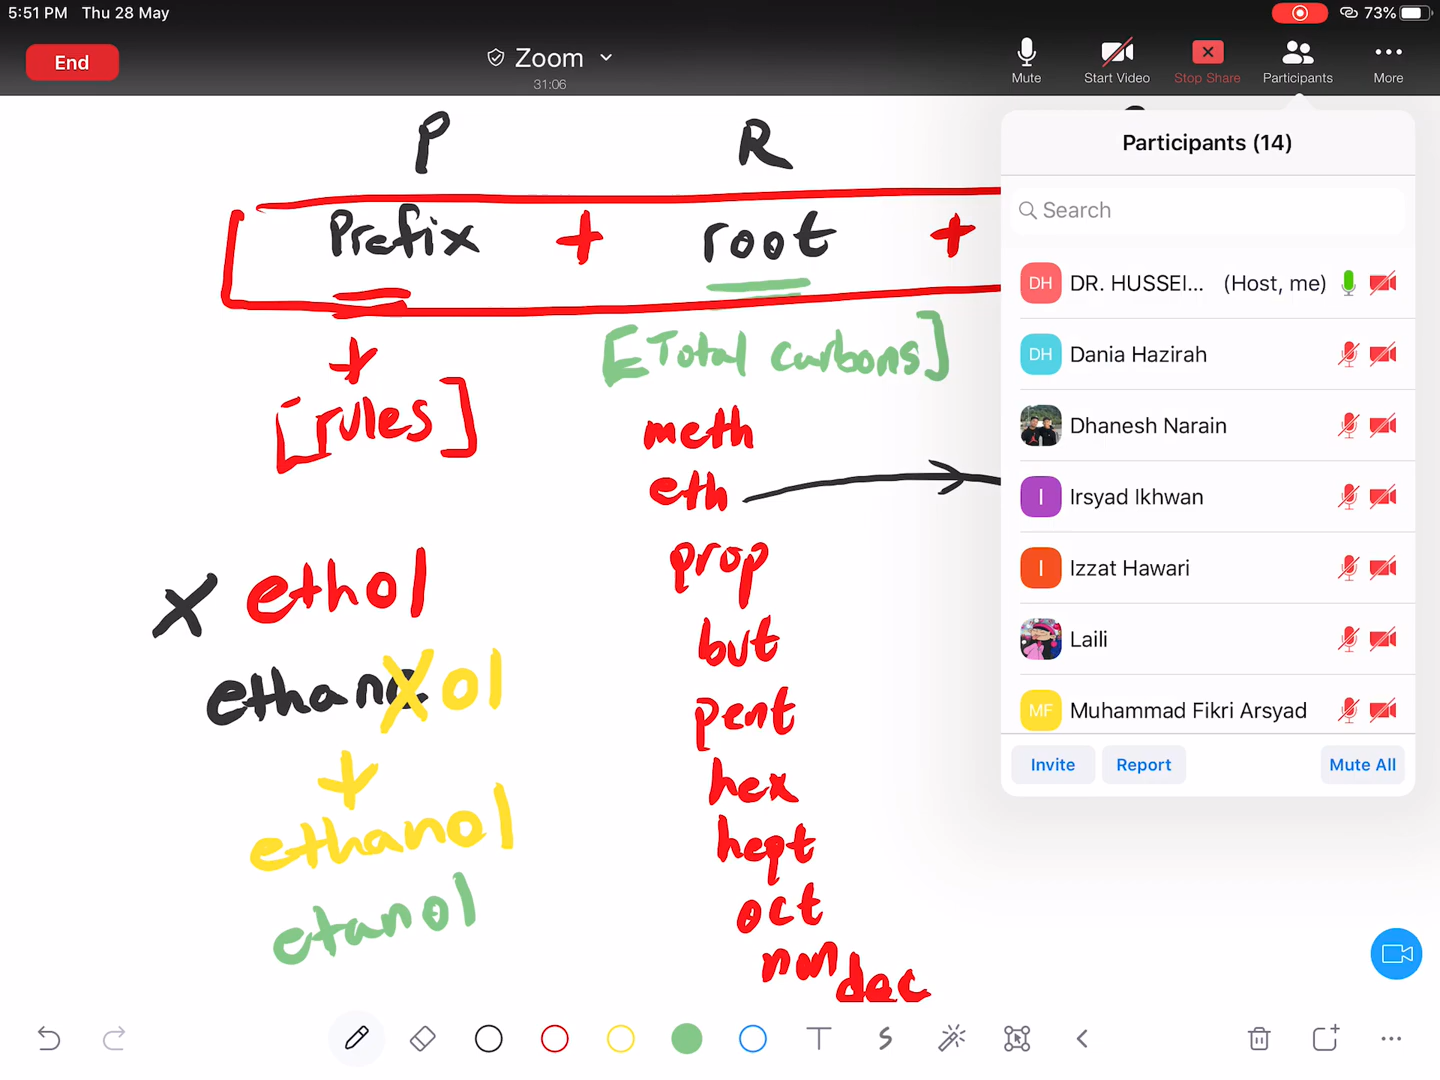 5:51 PM Thu 28 May
73%
End
Zoom
31:06
Mute
Start Video
Stop Share
Participants
More
P R
Prefix + root +
[Total carbons]
+
[rules]
meth
eth
prop
but
pent
hex
hept
oct
non
dec
X ethol
ethane X ol
+
ethanol
etanol
Participants (14)
Search
DH DR. HUSSEI... (Host, me)
DH Dania Hazirah
Dhanesh Narain
I Irsyad Ikhwan
I Izzat Hawari
Laili
MF Muhammad Fikri Arsyad
Invite Report Mute All
T